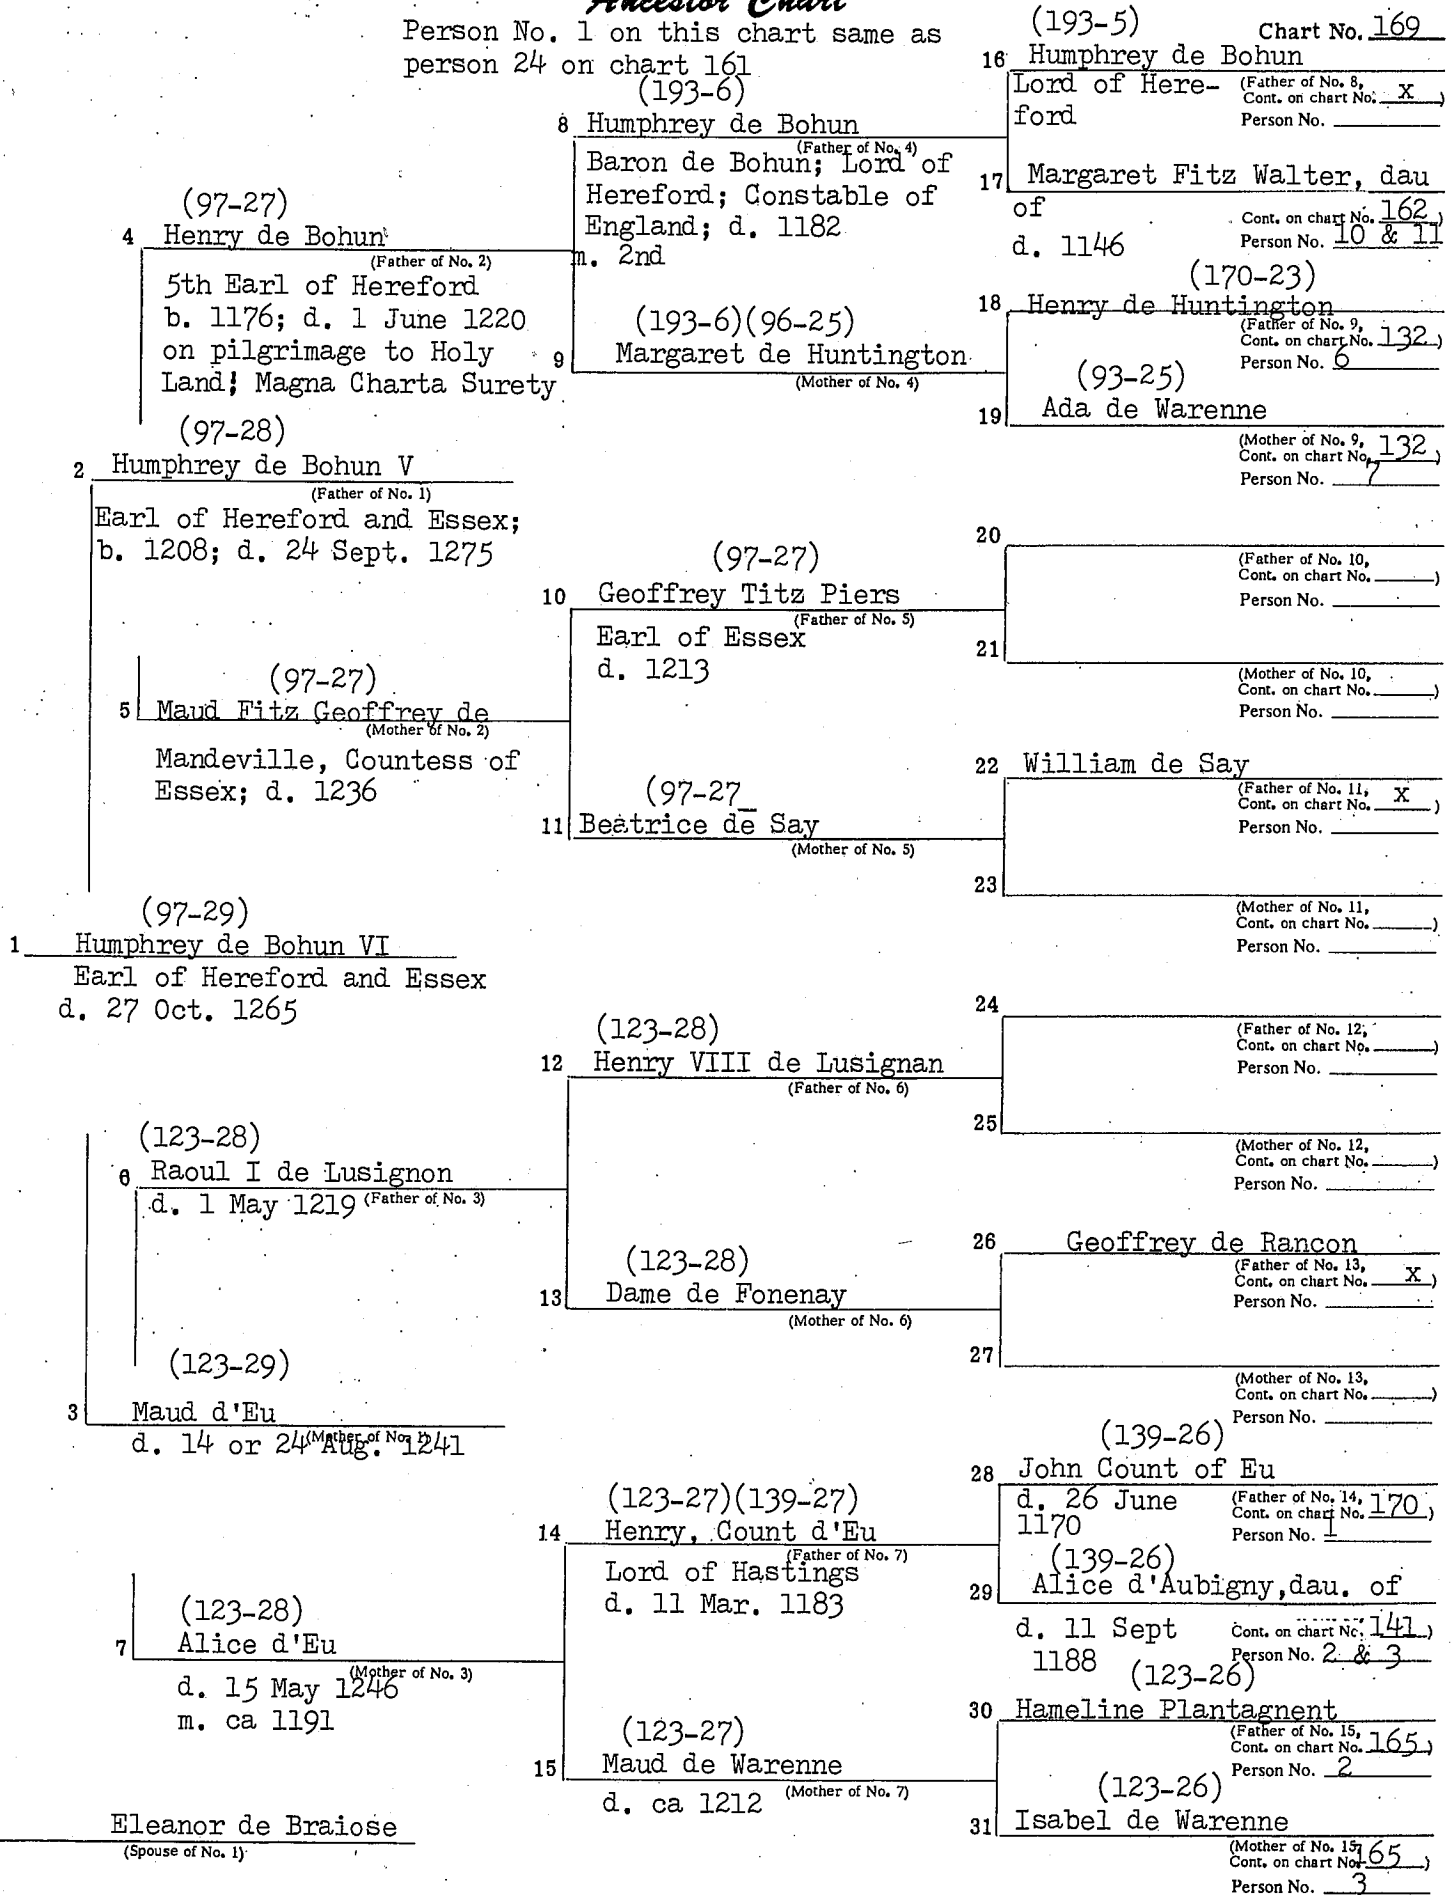 Ancestor Chart
Person No. 1 on this chart same as
person 24 on chart 161
Chart No. 169
(97-29)
1 Humphrey de Bohun VI
Earl of Hereford and Essex
d. 27 Oct. 1265
Eleanor de Braiose
(Spouse of No. 1)
(97-28)
2 Humphrey de Bohun V
(Father of No. 1)
Earl of Hereford and Essex;
b. 1208; d. 24 Sept. 1275
(123-29)
3 Maud d'Eu
(Mother of No. 1)
d. 14 or 24 Aug. 1241
(97-27)
4 Henry de Bohun
(Father of No. 2)
5th Earl of Hereford
b. 1176; d. 1 June 1220
on pilgrimage to Holy
Land; Magna Charta Surety
(97-27)
5 Maud Fitz Geoffrey de
(Mother of No. 2)
Mandeville, Countess of
Essex; d. 1236
(123-28)
6 Raoul I de Lusignon
d. 1 May 1219 (Father of No. 3)
(123-28)
7 Alice d'Eu
(Mother of No. 3)
d. 15 May 1246
m. ca 1191
(193-6)
8 Humphrey de Bohun
(Father of No. 4)
Baron de Bohun; Lord of
Hereford; Constable of
England; d. 1182
m. 2nd
(193-6)(96-25)
9 Margaret de Huntington
(Mother of No. 4)
(97-27)
10 Geoffrey Titz Piers
(Father of No. 5)
Earl of Essex
d. 1213
(97-27_
11 Beatrice de Say
(Mother of No. 5)
(123-28)
12 Henry VIII de Lusignan
(Father of No. 6)
(123-28)
13 Dame de Fonenay
(Mother of No. 6)
(123-27)(139-27)
14 Henry, Count d'Eu
(Father of No. 7)
Lord of Hastings
d. 11 Mar. 1183
(123-27)
15 Maud de Warenne
d. ca 1212 (Mother of No. 7)
(193-5)
16 Humphrey de Bohun
Lord of Here-
ford
(Father of No. 8,
Cont. on chart No. x)
Person No.
17 Margaret Fitz Walter, dau
of
d. 1146
Cont. on chart No. 162)
Person No. 10 & 11
(170-23)
18 Henry de Huntington
(Father of No. 9,
Cont. on chart No. 132)
Person No. 6
(93-25)
19 Ada de Warenne
(Mother of No. 9,
Cont. on chart No. 132)
Person No. 7
20
(Father of No. 10,
Cont. on chart No.)
Person No.
21
(Mother of No. 10,
Cont. on chart No.)
Person No.
22 William de Say
(Father of No. 11,
Cont. on chart No. x)
Person No.
23
(Mother of No. 11,
Cont. on chart No.)
Person No.
24
(Father of No. 12,
Cont. on chart No.)
Person No.
25
(Mother of No. 12,
Cont. on chart No.)
Person No.
26 Geoffrey de Rancon
(Father of No. 13,
Cont. on chart No. x)
Person No.
27
(Mother of No. 13,
Cont. on chart No.)
Person No.
(139-26)
28 John Count of Eu
d. 26 June
1170
(Father of No. 14,
Cont. on chart No. 170)
Person No. 1
(139-26)
29 Alice d'Aubigny, dau. of
d. 11 Sept
1188
Cont. on chart No. 141)
Person No. 2 & 3
(123-26)
30 Hameline Plantagnent
(Father of No. 15,
Cont. on chart No. 165)
Person No. 2
(123-26)
31 Isabel de Warenne
(Mother of No. 15,
Cont. on chart No. 165)
Person No. 3